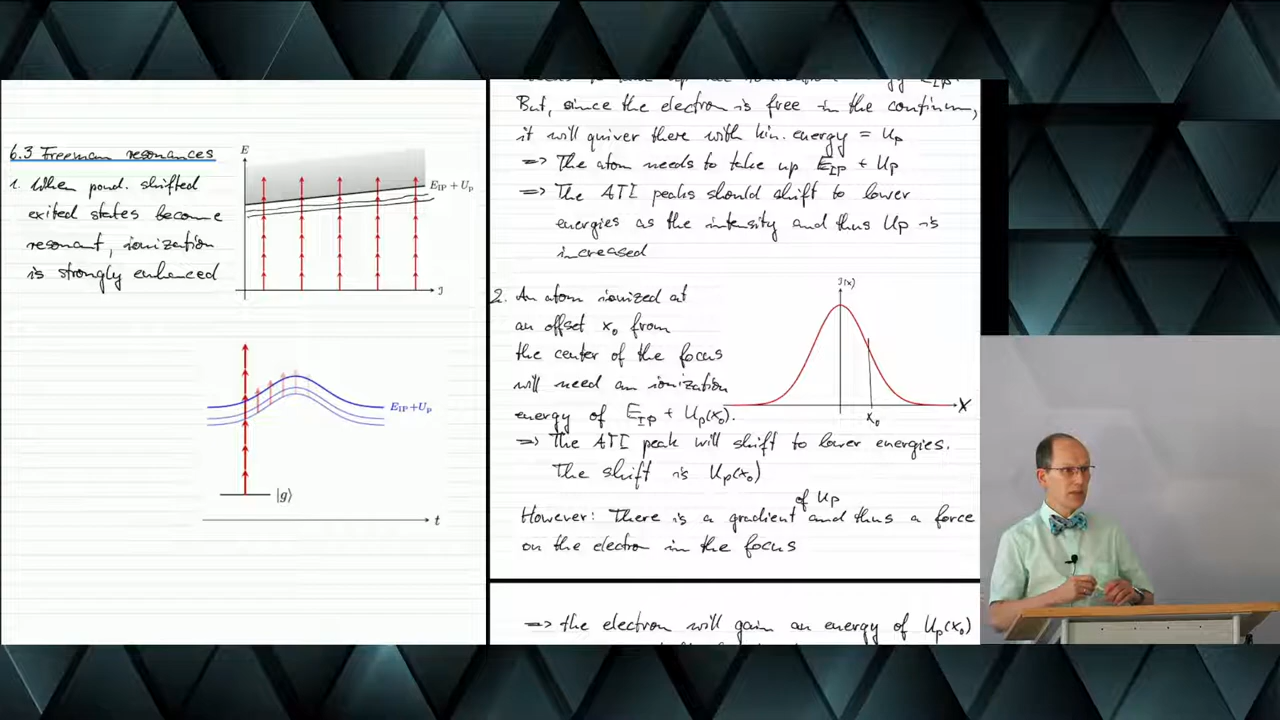 6.3 Freeman resonances
1. When pond. shifted
exited states become
resonant, ionization
is strongly enhanced
E
E_IP + U_p
I
E_IP + U_p
|g⟩
t
But, since the electron is free in the continuum,
it will quiver there with kin. energy = U_p
=> The atom needs to take up E_IP + U_p
=> The ATI peaks should shift to lower
energies as the intensity and thus U_p is
increased
2. An atom ionized at
an offset x_0 from
the center of the focus
will need an ionization
energy of E_IP + U_p(x_0).
I(x)
x_0
X
=> The ATI peak will shift to lower energies.
The shift is U_p(x_0)
of U_p
However: There is a gradient and thus a force
on the electron in the focus
=> the electron will gain an energy of U_p(x_0)